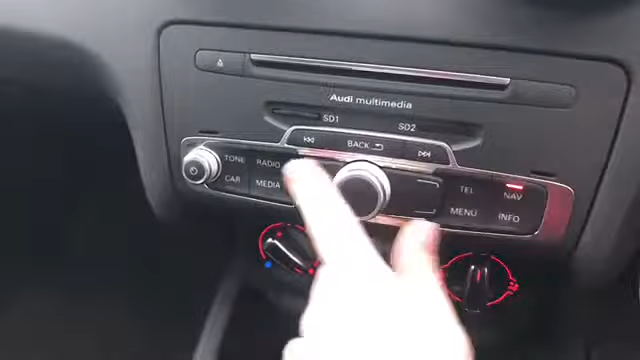 Audi multimedia
SD1
SD2
BACK
TONE
RADIO
CAR
MEDIA
TEL
NAV
MENU
INFO